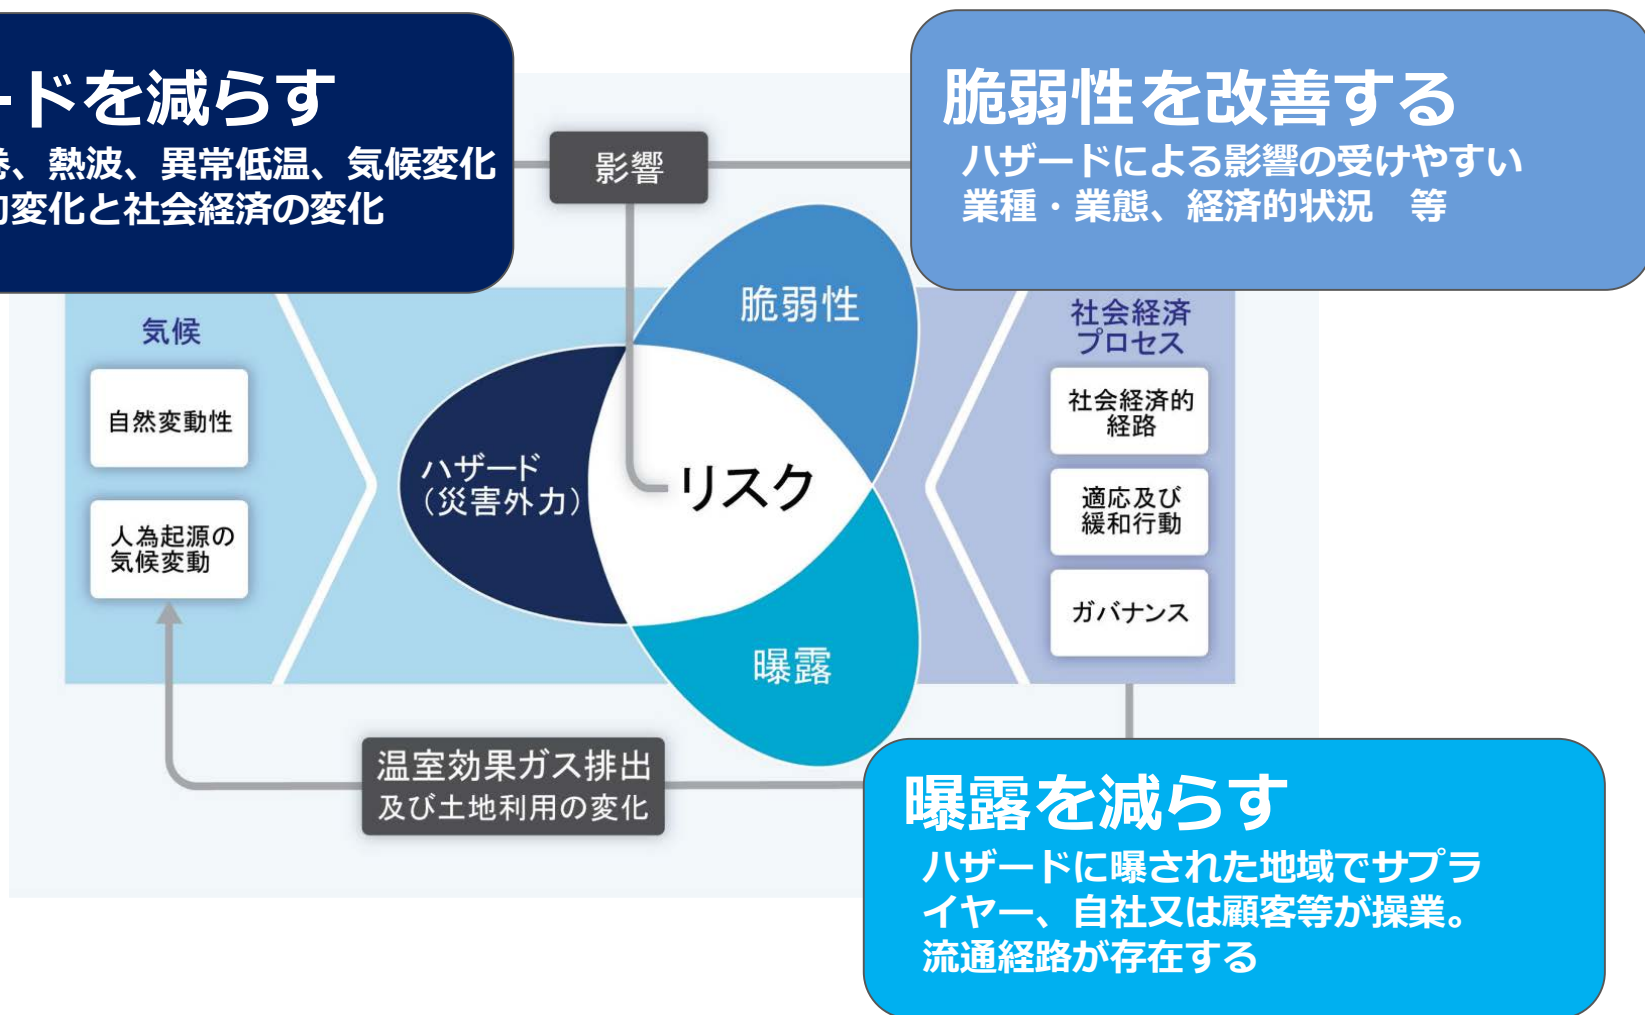 ードを減らす
、熱波、異常低温、気候変化
変化と社会経済の変化
影響
脆弱性を改善する
ハザードによる影響の受けやすい
業種・業態、経済的状況　等
気候
自然変動性
人為起源の
気候変動
脆弱性
ハザード
（災害外力）
リスク
曝露
社会経済
プロセス
社会経済的
経路
適応及び
緩和行動
ガバナンス
温室効果ガス排出
及び土地利用の変化
曝露を減らす
ハザードに曝された地域でサプラ
イヤー、自社又は顧客等が操業。
流通経路が存在する